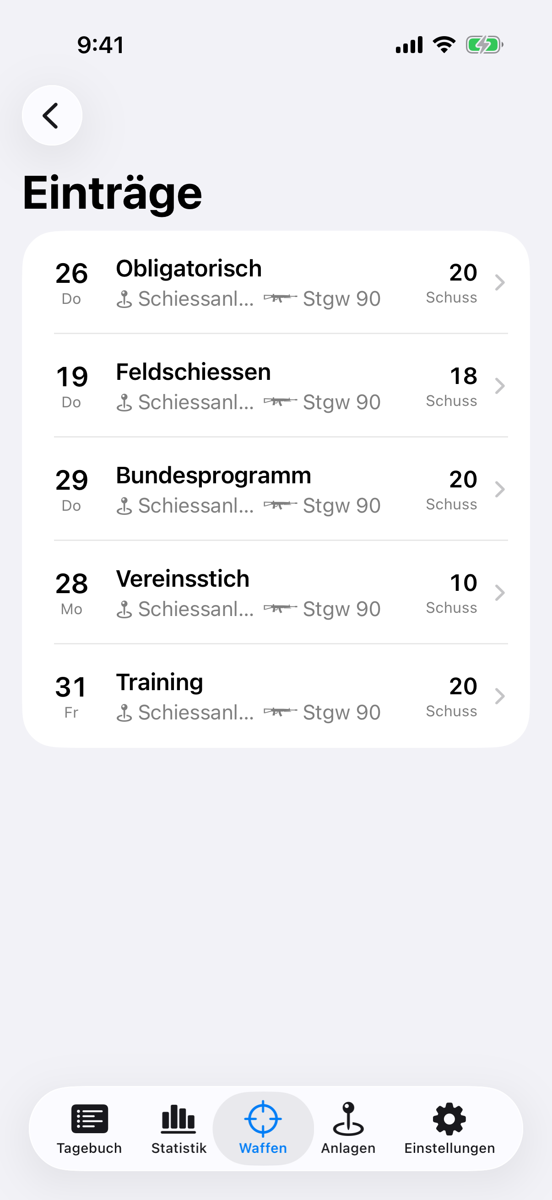 9:41
Einträge
26 Obligatorisch 20
Do Schiessanl... Stgw 90 Schuss
19 Feldschiessen 18
Do Schiessanl... Stgw 90 Schuss
29 Bundesprogramm 20
Do Schiessanl... Stgw 90 Schuss
28 Vereinsstich 10
Mo Schiessanl... Stgw 90 Schuss
31 Training 20
Fr Schiessanl... Stgw 90 Schuss
Tagebuch Statistik Waffen Anlagen Einstellungen